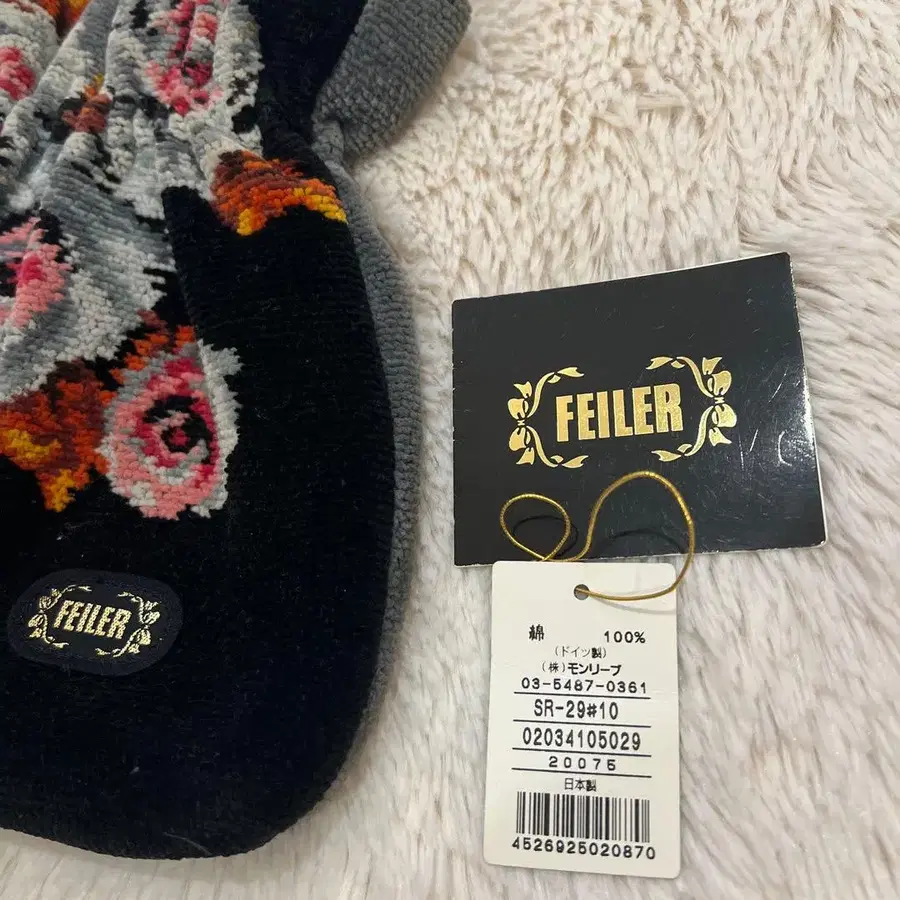 FEILER
FEILER
綿 100%
(ドイツ製)
(株)モンリーブ
03-5487-0361
SR-29#10
02034105029
20075
日本製
4526925020870